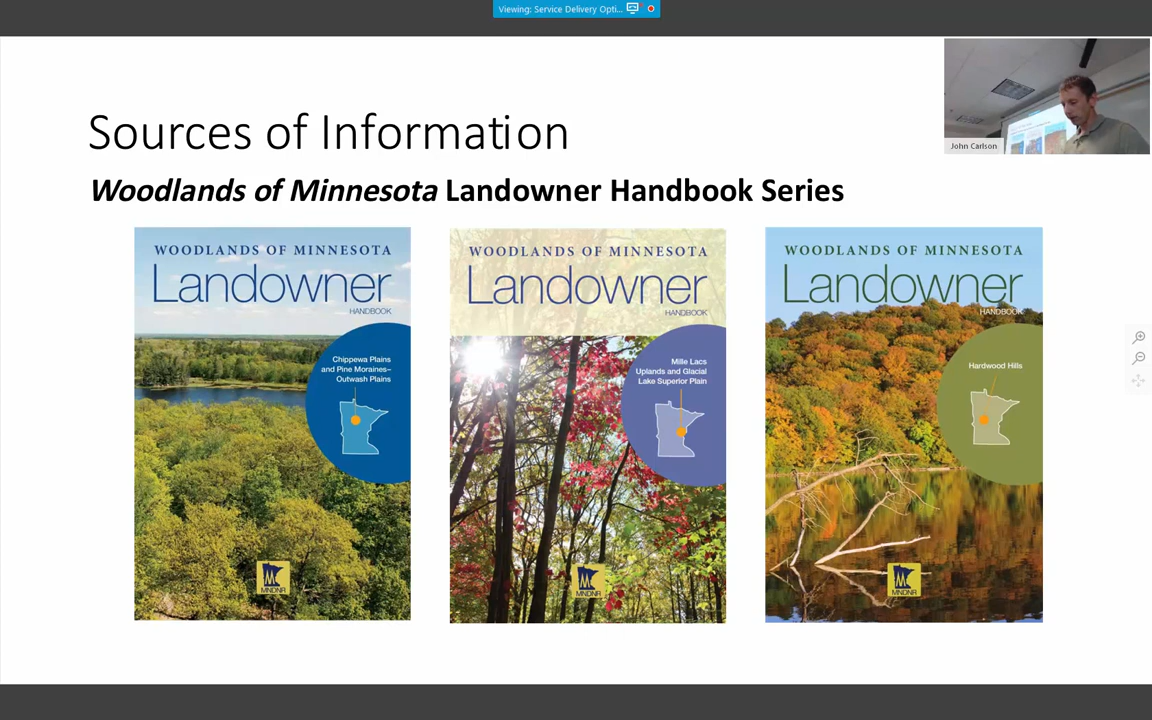 Viewing: Service Delivery Opti...
John Carlson
Sources of Information
Woodlands of Minnesota Landowner Handbook Series
WOODLANDS OF MINNESOTA
Landowner
HANDBOOK
Chippewa Plains
and Pine Moraines–
Outwash Plains
MNDNR
WOODLANDS OF MINNESOTA
Landowner
HANDBOOK
Mille Lacs
Uplands and Glacial
Lake Superior Plain
MNDNR
WOODLANDS OF MINNESOTA
Landowner
HANDBOOK
Hardwood Hills
MNDNR